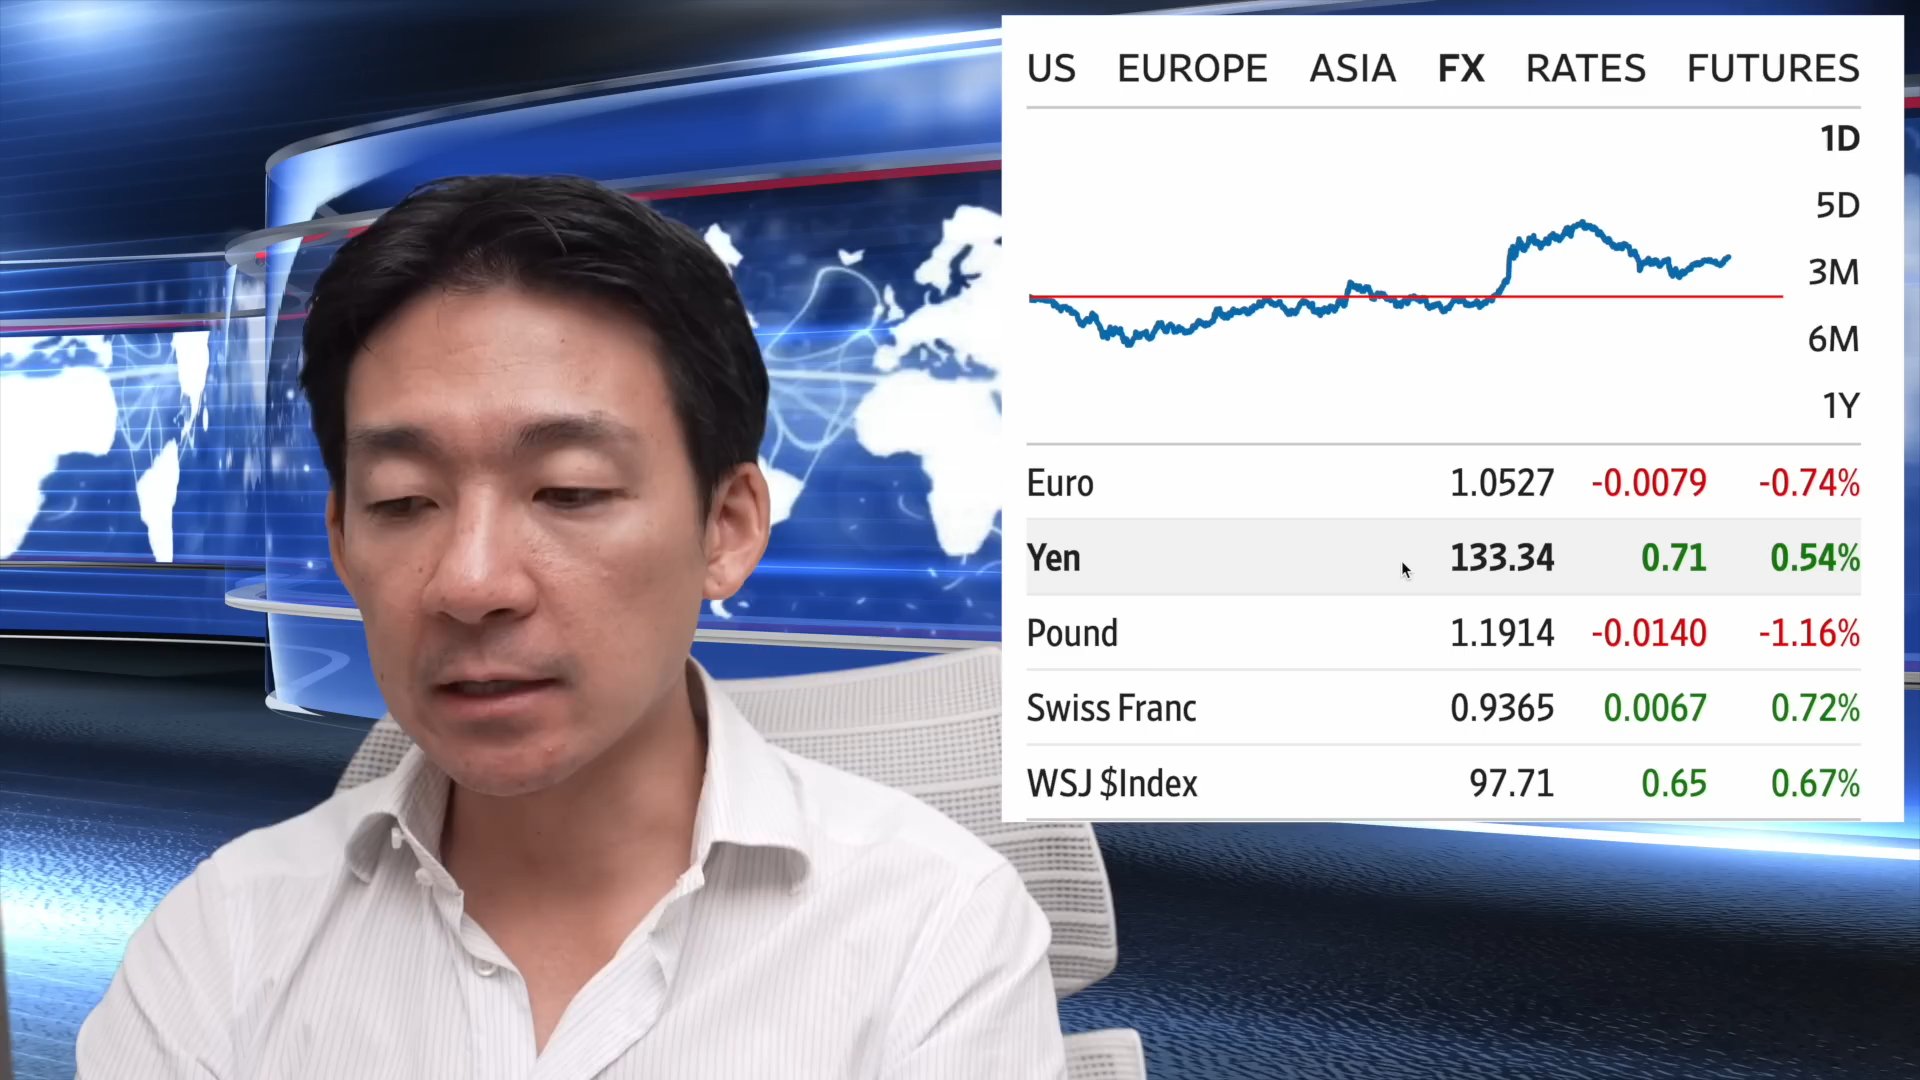 US EUROPE ASIA FX RATES FUTURES
1D
5D
3M
6M
1Y
Euro 1.0527 -0.0079 -0.74%
Yen 133.34 0.71 0.54%
Pound 1.1914 -0.0140 -1.16%
Swiss Franc 0.9365 0.0067 0.72%
WSJ $Index 97.71 0.65 0.67%